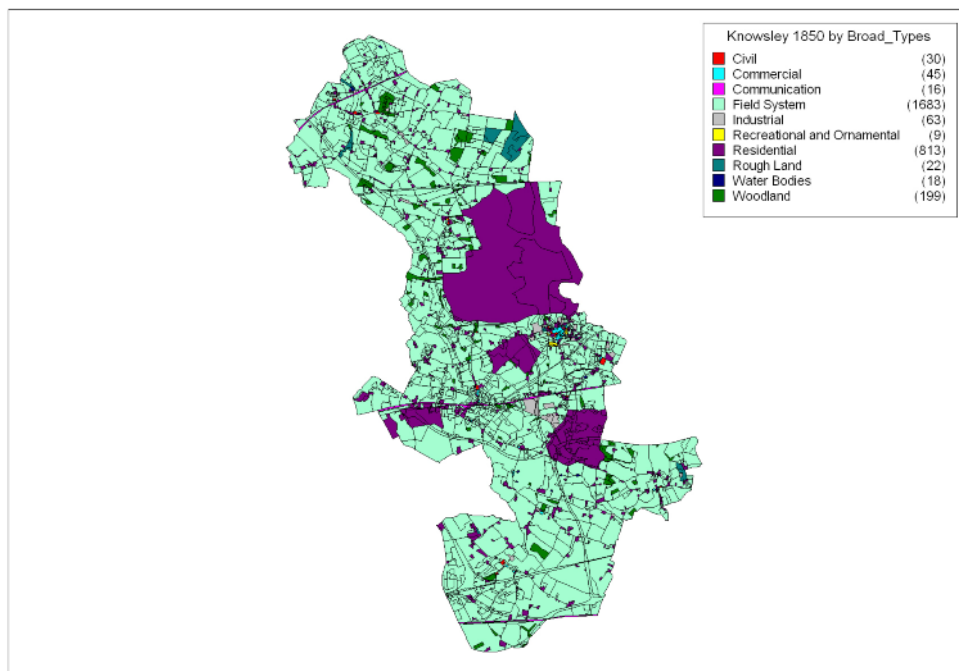 Knowsley 1850 by Broad_Types
Civil (30)
Commercial (45)
Communication (16)
Field System (1683)
Industrial (63)
Recreational and Ornamental (9)
Residential (813)
Rough Land (22)
Water Bodies (18)
Woodland (199)